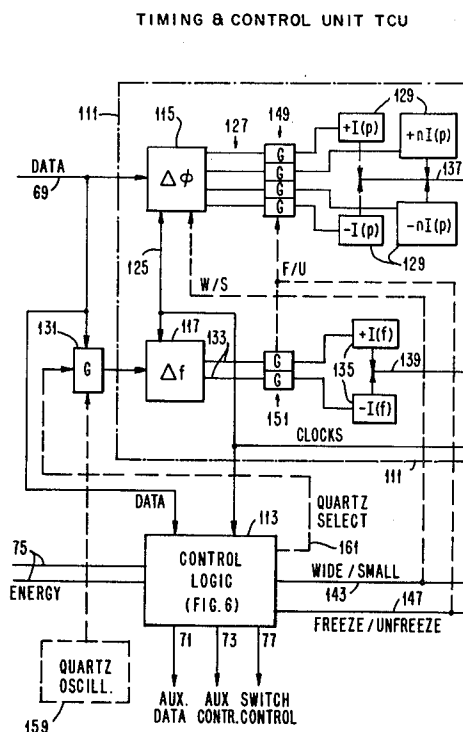 TIMING & CONTROL UNIT TCU
111
115
127
149
129
+I(p)
+nI(p)
DATA
69
Δϕ
G
G
G
G
137
-I(p)
-nI(p)
125
W/S
F/U
129
131
117
133
+I(f)
G
Δf
G
G
135
139
-I(f)
151
CLOCKS
111
DATA
113
QUARTZ
SELECT
161
75
ENERGY
CONTROL
LOGIC
(FIG. 6)
WIDE/SMALL
143
147
FREEZE/UNFREEZE
71
73
77
QUARTZ
OSCILL.
159
AUX. AUX SWITCH
DATA CONTR. CONTROL